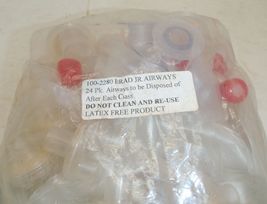 100-2280 BRAD JR. AIRWAYS
24 Pk. Airways to be Disposed of
After Each Class.
DO NOT CLEAN AND RE-USE
LATEX FREE PRODUCT